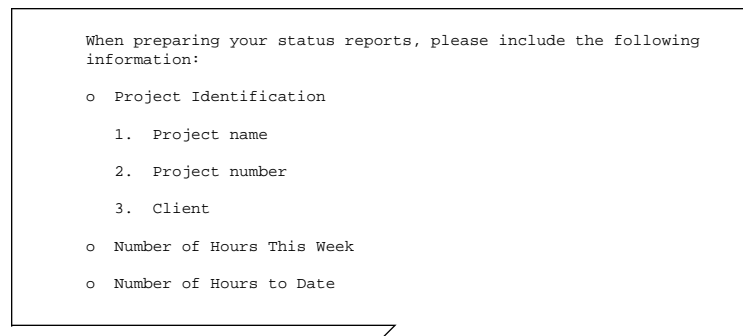 When preparing your status reports, please include the following
information:
o Project Identification
1. Project name
2. Project number
3. Client
o Number of Hours This Week
o Number of Hours to Date